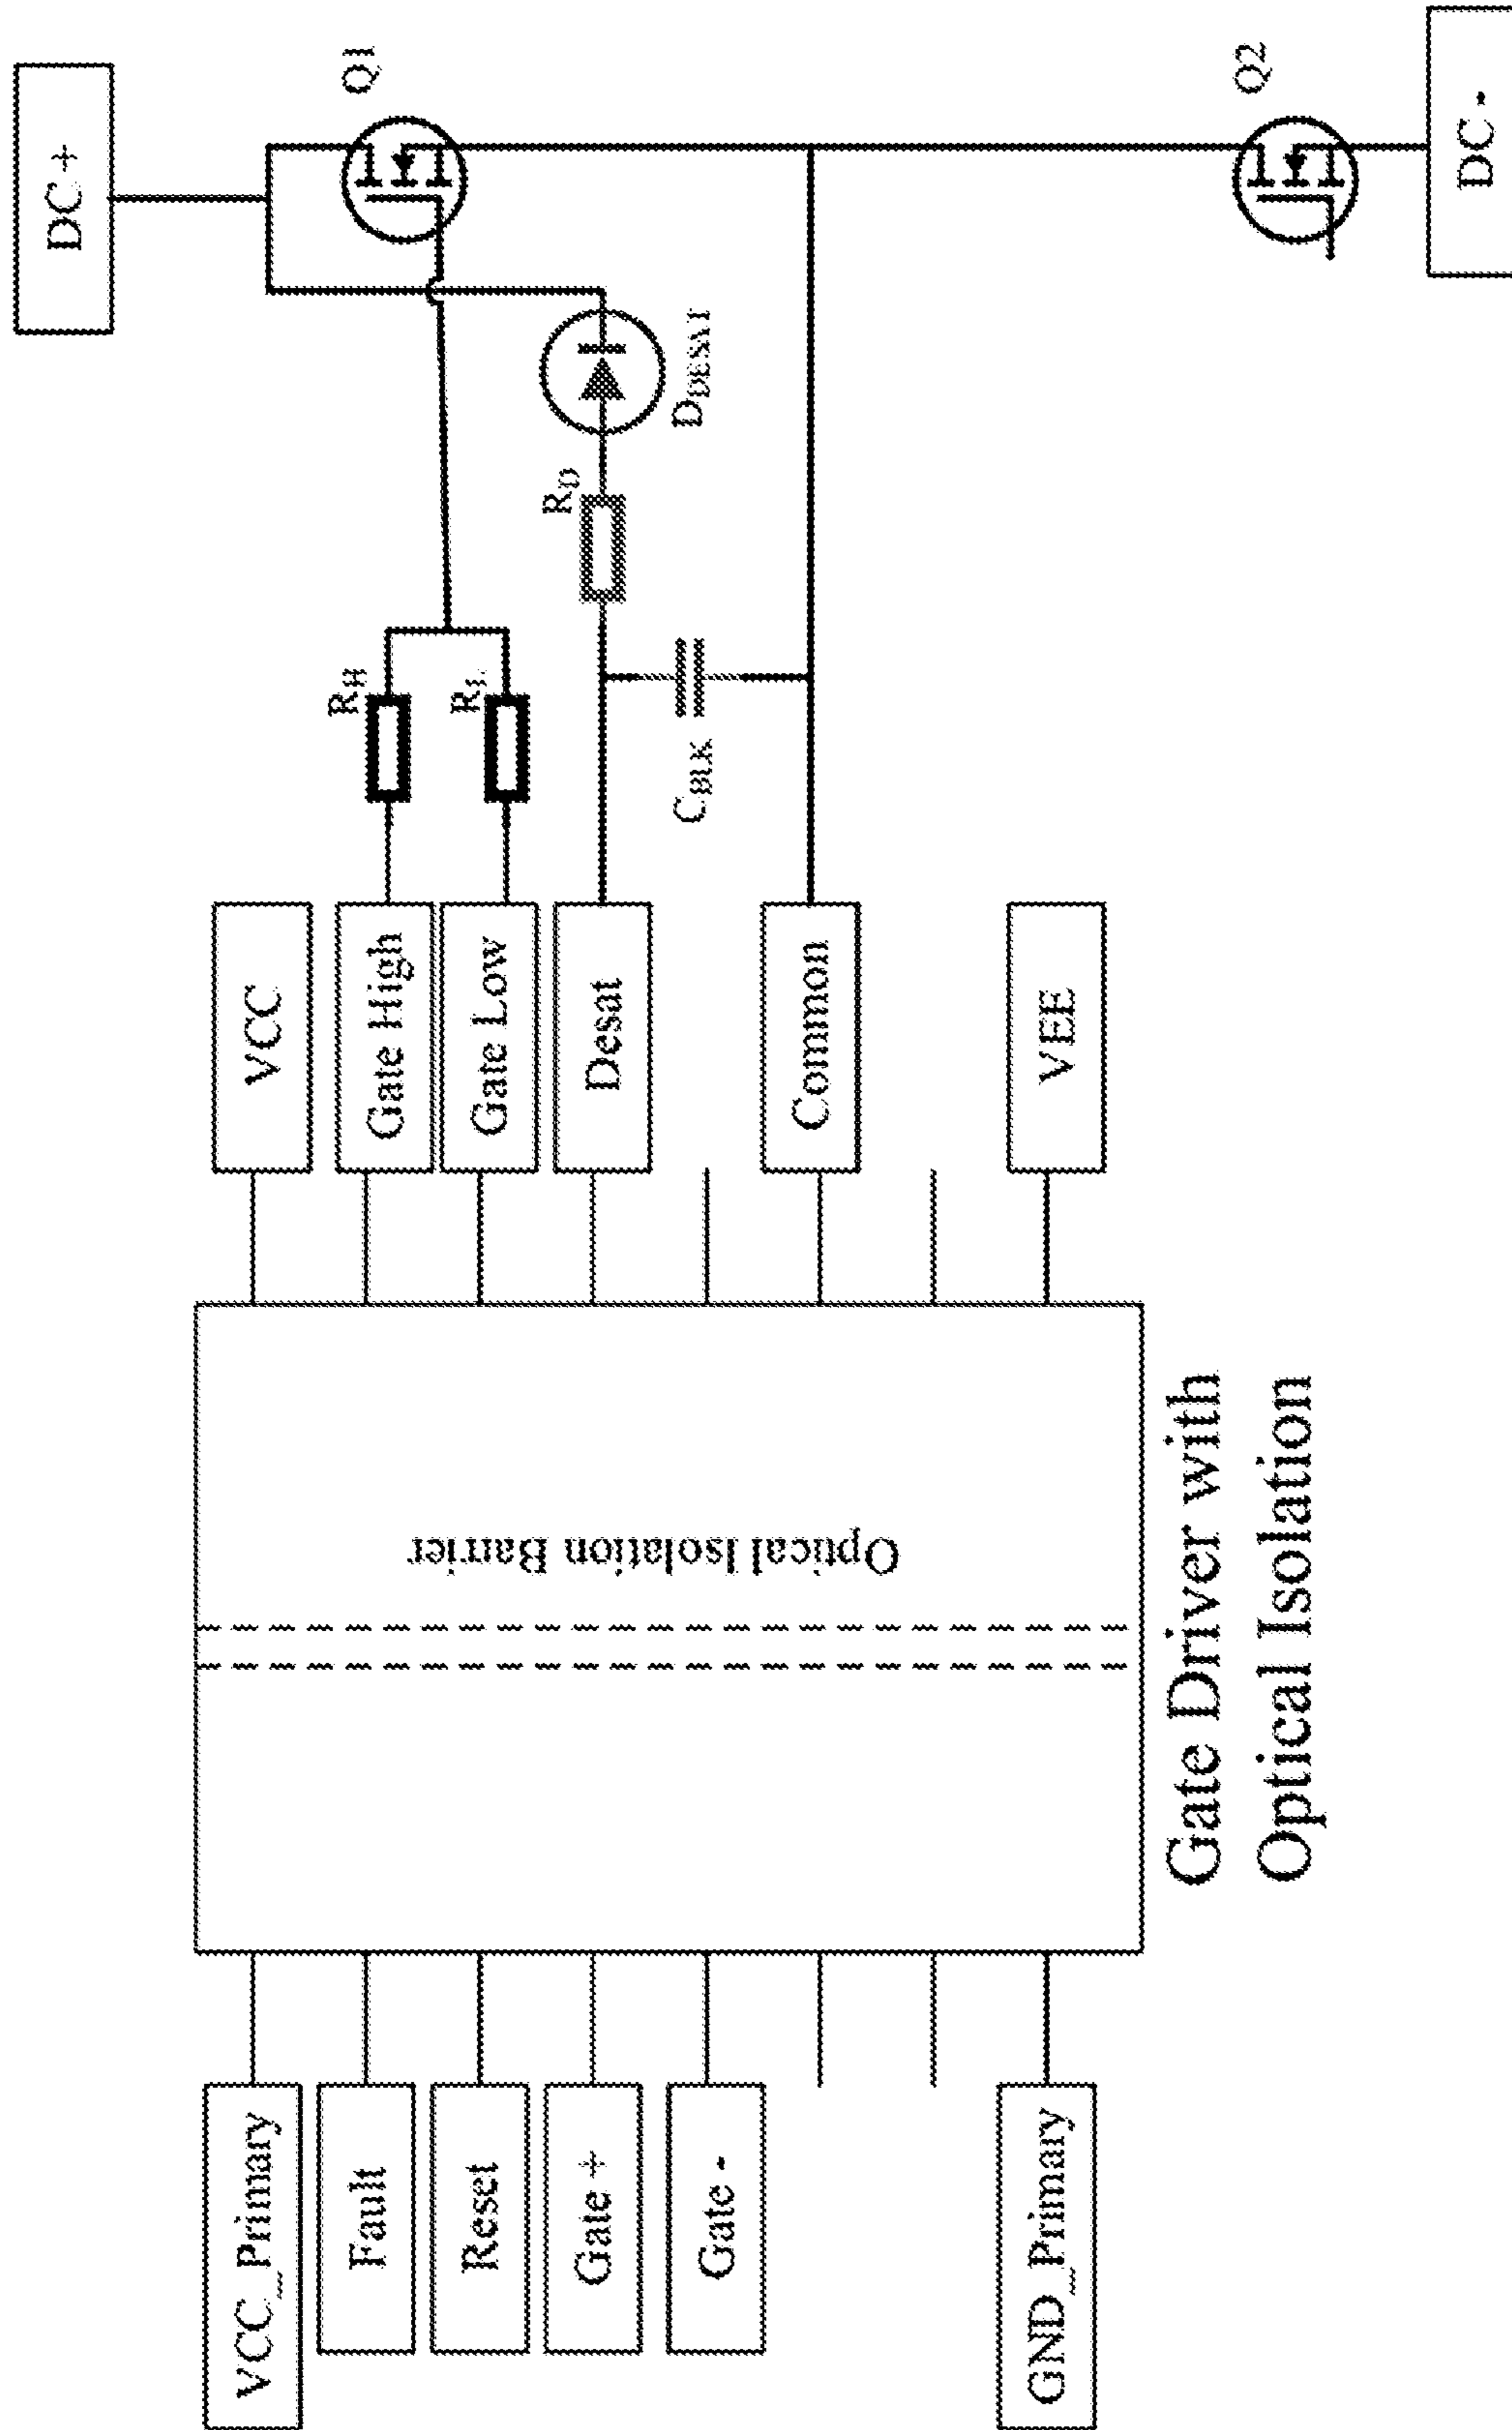 VCC_Primary
Fault
Reset
Gate +
Gate -
GND_Primary
Optical Isolation Barrier
Gate Driver with
Optical Isolation
VCC
Gate High
Gate Low
Desat
Common
VEE
RH
RL
RD
CBLK
DDESAT
DC +
Q1
Q2
DC -